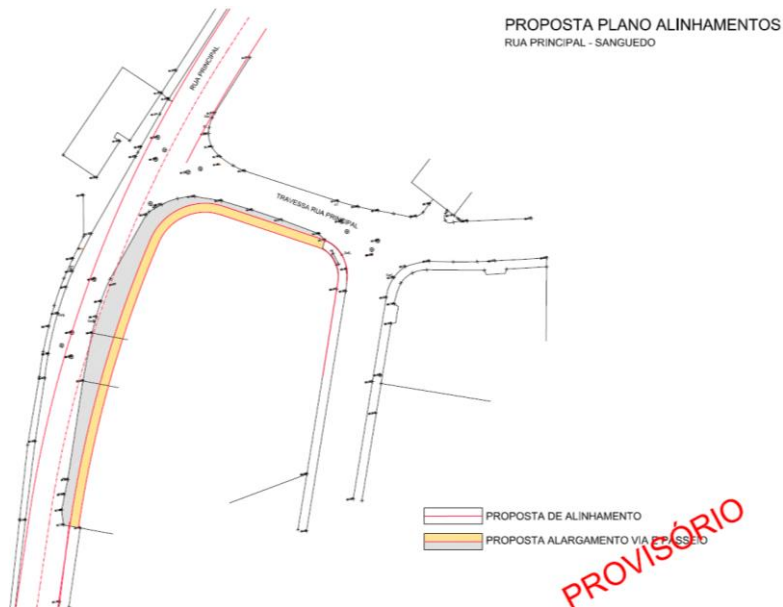 PROPOSTA PLANO ALINHAMENTOS
RUA PRINCIPAL - SANGUEDO
RUA PRINCIPAL
TRAVESSA RUA PRINCIPAL
PROPOSTA DE ALINHAMENTO
PROPOSTA ALARGAMENTO VIA E PASSEIO
PROVISÓRIO